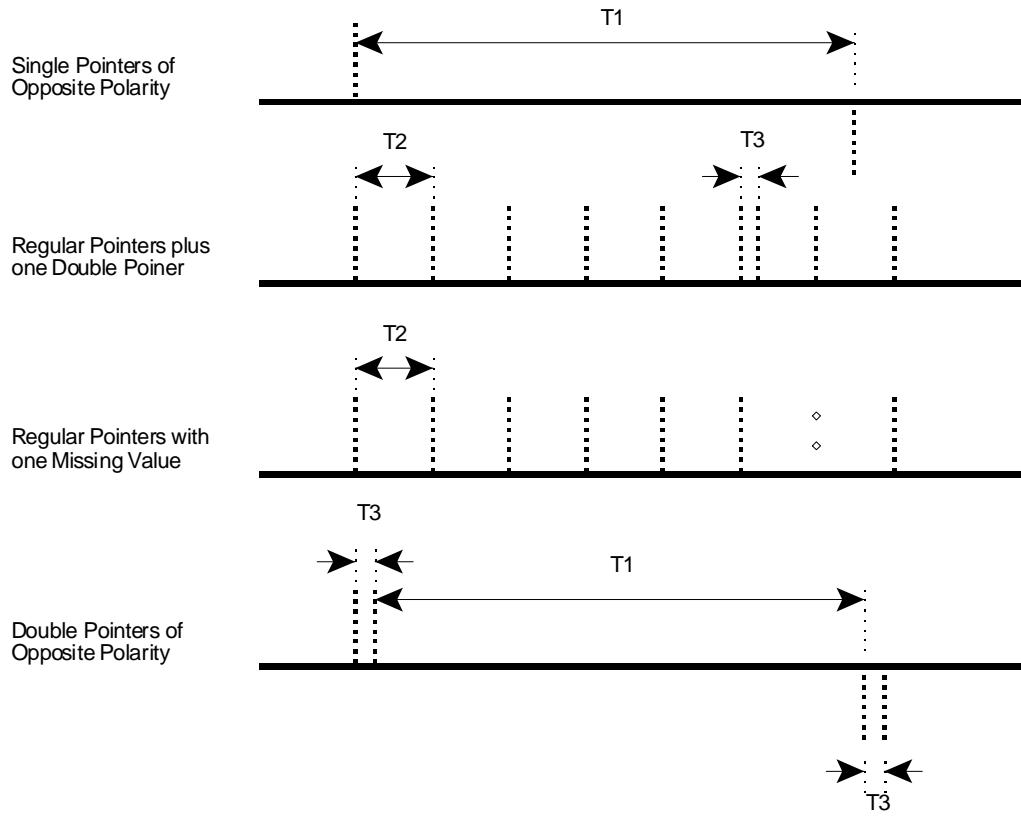 T1
Single Pointers of
Opposite Polarity
T2
T3
Regular Pointers plus
one Double Poiner
T2
Regular Pointers with
one Missing Value
T3
T1
Double Pointers of
Opposite Polarity
T3